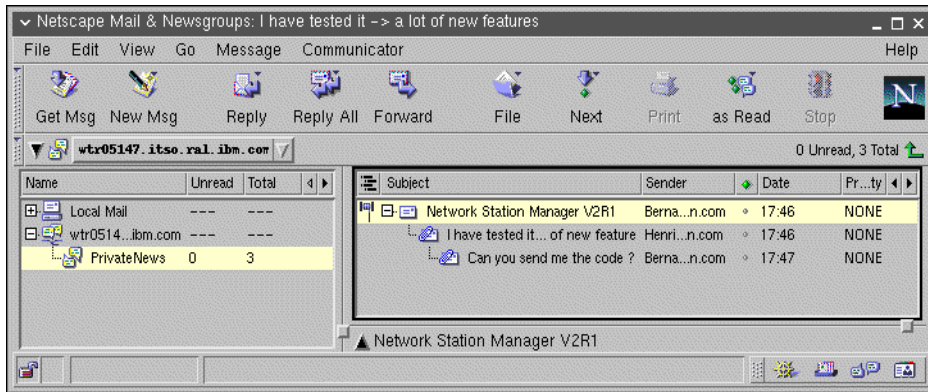 Netscape Mail & Newsgroups: I have tested it -> a lot of new features
File Edit View Go Message Communicator Help
Get Msg New Msg Reply Reply All Forward File Next Print as Read Stop
N
wtr05147.itso.ral.ibm.com 0 Unread, 3 Total
Name Unread Total
Subject Sender Date Pr...ty
Local Mail --- ---
wtr0514...ibm.com --- ---
PrivateNews 0 3
Network Station Manager V2R1 Berna...n.com 17:46 NONE
I have tested it... of new feature Henri...n.com 17:46 NONE
Can you send me the code ? Berna...n.com 17:47 NONE
Network Station Manager V2R1